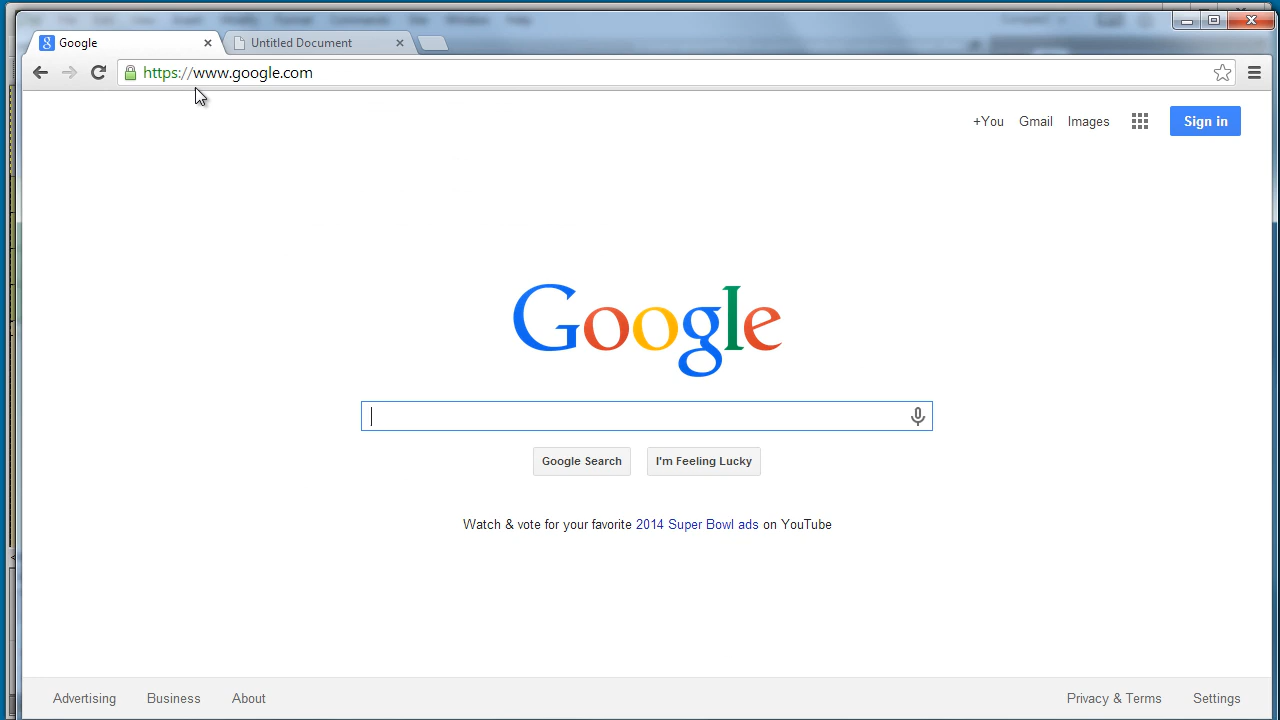 Google
Untitled Document
https://www.google.com
+You Gmail Images Sign in
Google
Google Search I'm Feeling Lucky
Watch & vote for your favorite 2014 Super Bowl ads on YouTube
Advertising Business About Privacy & Terms Settings